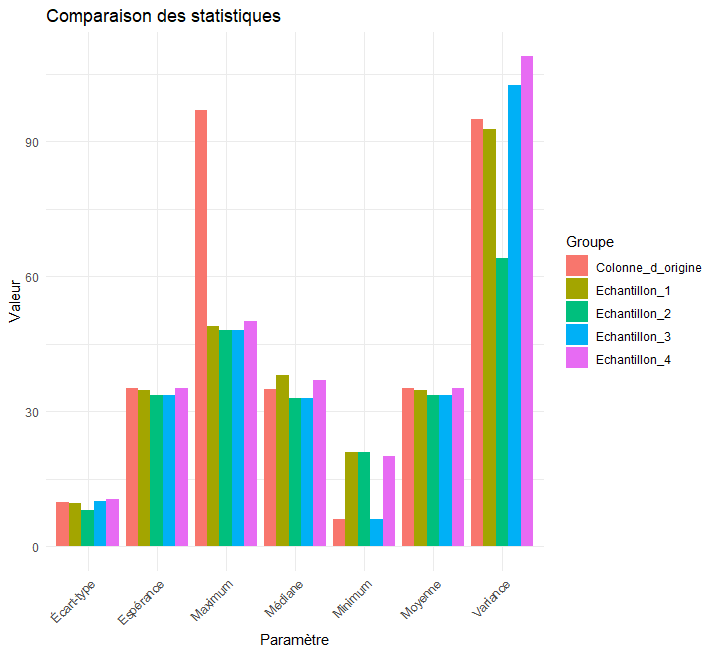 Comparaison des statistiques
90
60
30
0
Valeur
Écart-type
Espérance
Maximum
Médiane
Minimum
Moyenne
Variance
Paramètre
Groupe
Colonne_d_origine
Echantillon_1
Echantillon_2
Echantillon_3
Echantillon_4